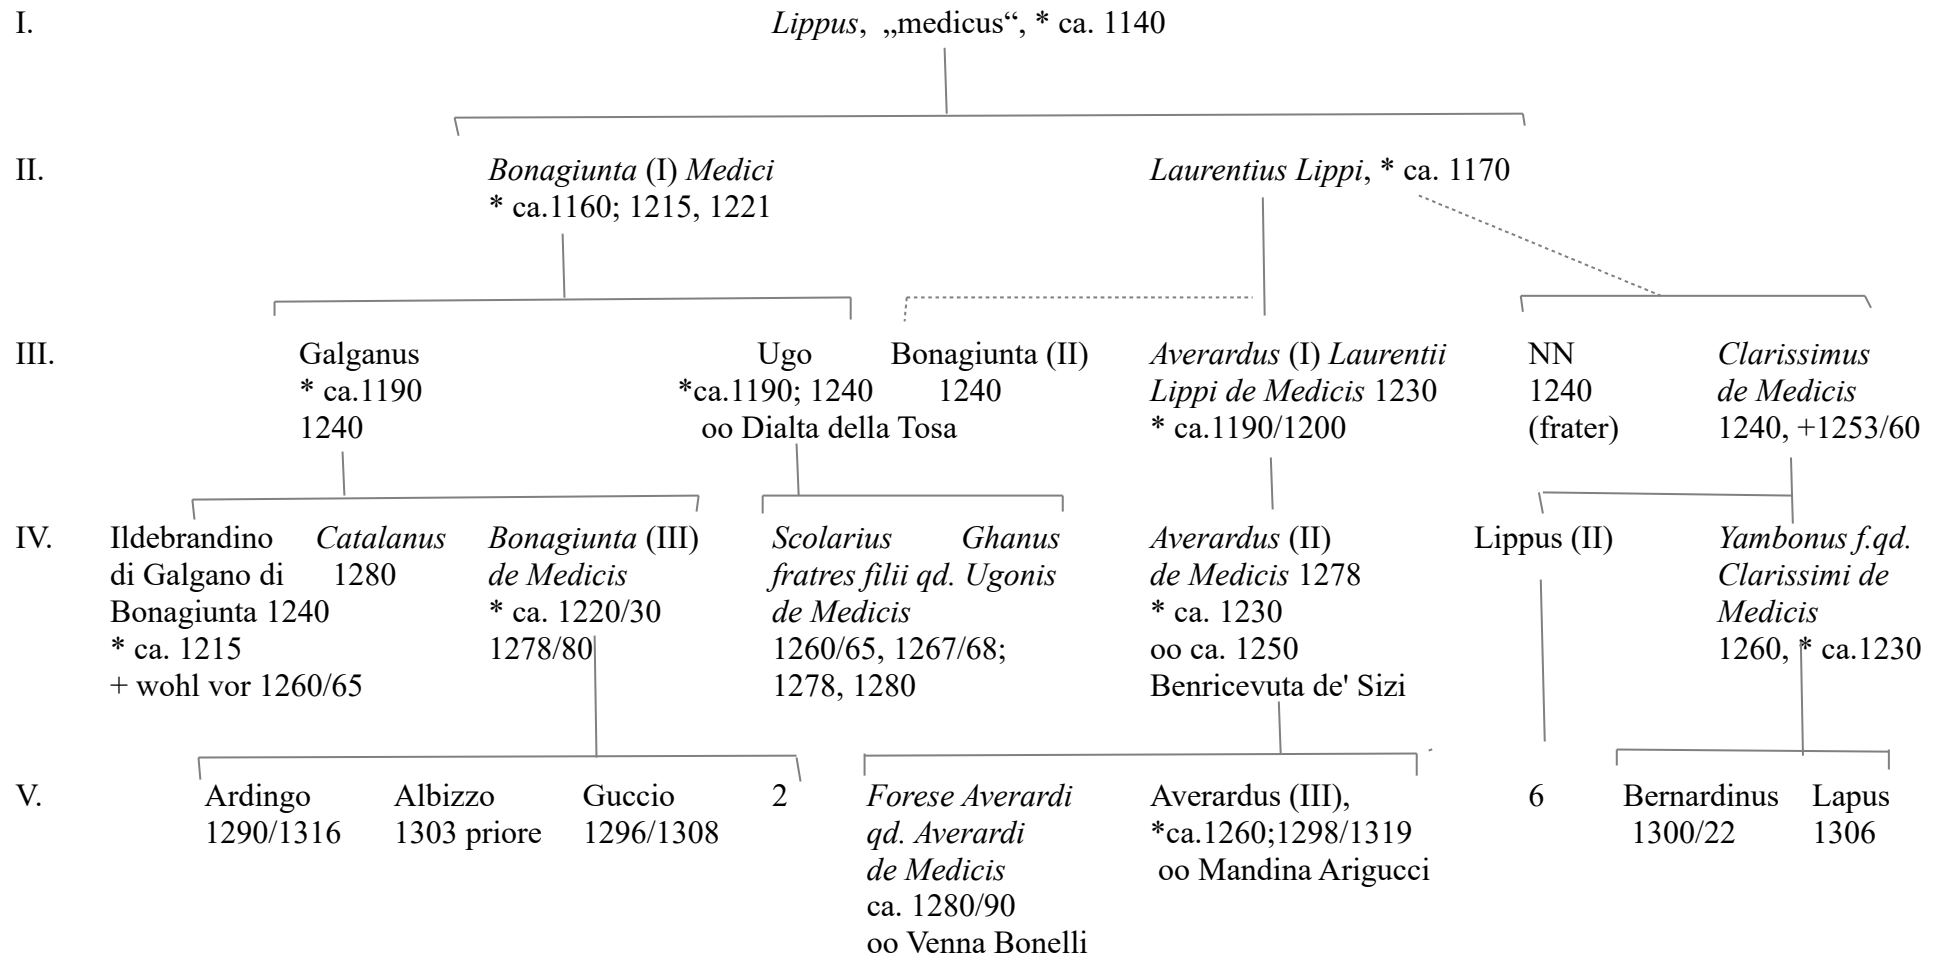 I. Lippus, „medicus“, * ca. 1140
II. Bonagiunta (I) Medici Laurentius Lippi, * ca. 1170
* ca.1160; 1215, 1221
III. Galganus Ugo Bonagiunta (II) Averardus (I) Laurentii NN Clarissimus
* ca.1190 *ca.1190; 1240 1240 Lippi de Medicis 1230 1240 de Medicis
1240 oo Dialta della Tosa * ca.1190/1200 (frater) 1240, +1253/60
IV. Ildebrandino Catalanus Bonagiunta (III) Scolarius Ghanus Averardus (II) Lippus (II) Yambonus f.qd.
di Galgano di 1280 de Medicis fratres filii qd. Ugonis de Medicis 1278 Clarissimi de
Bonagiunta 1240 * ca. 1220/30 de Medicis * ca. 1230 Medicis
* ca. 1215 1278/80 1260/65, 1267/68; oo ca. 1250 1260, * ca.1230
+ wohl vor 1260/65 1278, 1280 Benricevuta de' Sizi
V. Ardingo Albizzo Guccio 2 Forese Averardi Averardus (III), 6 Bernardinus Lapus
1290/1316 1303 priore 1296/1308 qd. Averardi *ca.1260;1298/1319 1300/22 1306
de Medicis oo Mandina Arigucci
ca. 1280/90
oo Venna Bonelli